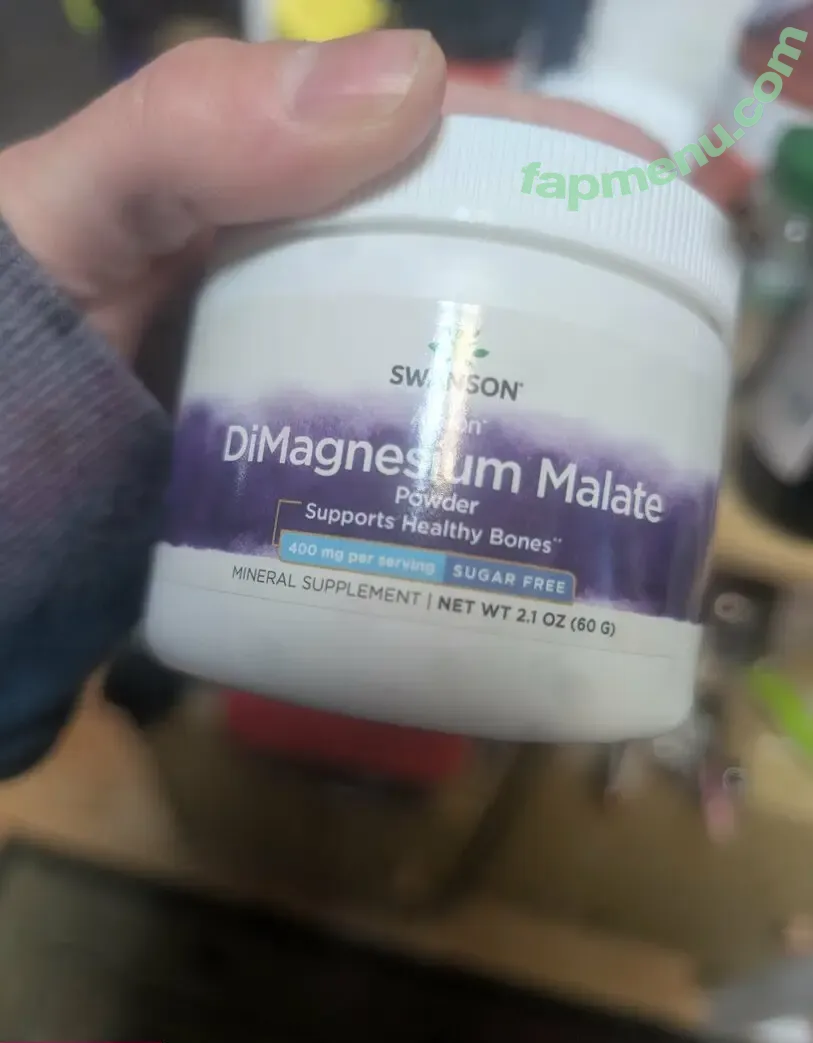 fapmenu.com
SWANSON
DiMagnesium Malate
Powder
Supports Healthy Bones**
400 mg per serving SUGAR FREE
MINERAL SUPPLEMENT | NET WT 2.1 OZ (60 G)